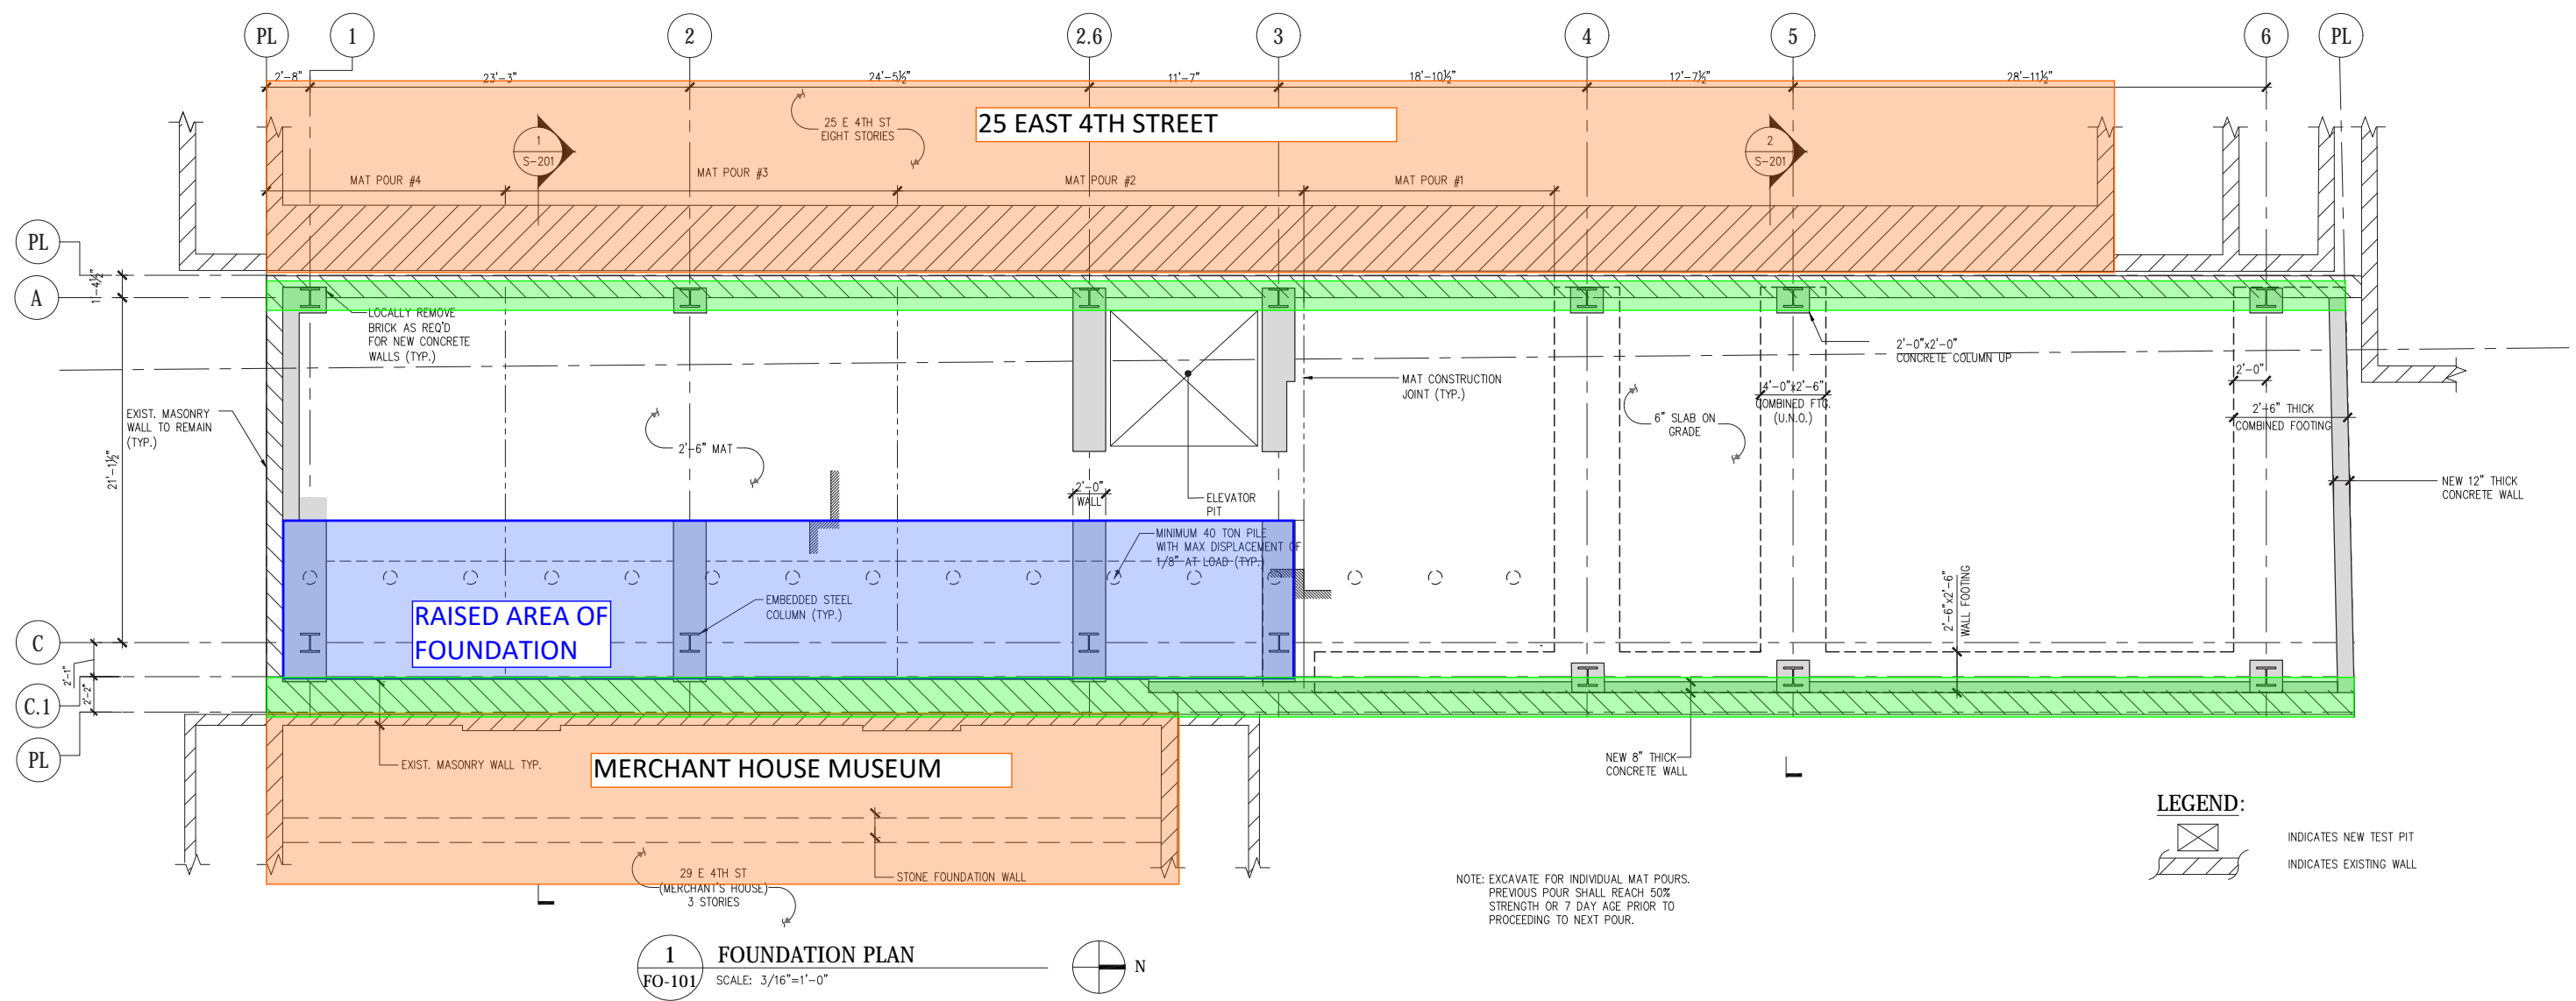 PL
1
2
2.6
3
4
5
6
PL
2'-8"
23'-3"
24'-5½"
11'-7"
18'-10½"
12'-7½"
28'-11½"
25 E 4TH ST
EIGHT STORIES
25 EAST 4TH STREET
1
S-201
2
S-201
MAT POUR #4
MAT POUR #3
MAT POUR #2
MAT POUR #1
PL
1'-4½"
A
LOCALLY REMOVE
BRICK AS REQ'D
FOR NEW CONCRETE
WALLS (TYP.)
2'-0"x2'-0"
CONCRETE COLUMN UP
2'-0"
MAT CONSTRUCTION
JOINT (TYP.)
4'-0"x2'-6"
COMBINED FTG.
(U.N.O.)
6" SLAB ON
GRADE
2'-6" THICK
COMBINED FOOTING
EXIST. MASONRY
WALL TO REMAIN
(TYP.)
21'-1½"
2'-6" MAT
2'-0"
WALL
ELEVATOR
PIT
NEW 12" THICK
CONCRETE WALL
MINIMUM 40 TON PILE
WITH MAX DISPLACEMENT OF
1/8" AT LOAD (TYP.)
EMBEDDED STEEL
COLUMN (TYP.)
RAISED AREA OF
FOUNDATION
2'-6"x2'-6"
WALL FOOTING
C
2'-1"
2'-2"
C.1
PL
EXIST. MASONRY WALL TYP.
MERCHANT HOUSE MUSEUM
NEW 8" THICK
CONCRETE WALL
29 E 4TH ST
(MERCHANT'S HOUSE)
3 STORIES
STONE FOUNDATION WALL
LEGEND:
INDICATES NEW TEST PIT
INDICATES EXISTING WALL
NOTE: EXCAVATE FOR INDIVIDUAL MAT POURS.
PREVIOUS POUR SHALL REACH 50%
STRENGTH OR 7 DAY AGE PRIOR TO
PROCEEDING TO NEXT POUR.
1
FO-101
FOUNDATION PLAN
SCALE: 3/16"=1'-0"
N